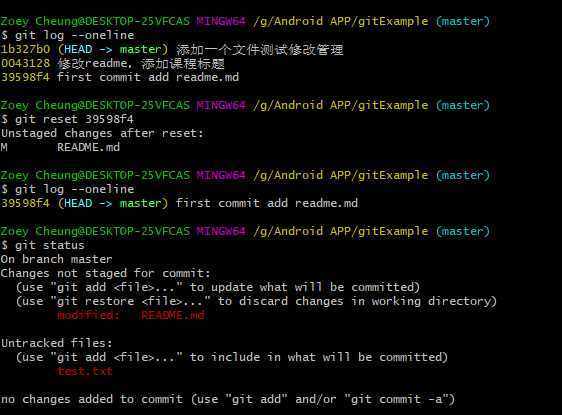 Zoey Cheung@DESKTOP-25VFCAS MINGW64 /g/Android APP/gitExample (master)
$ git log --oneline
1b327b0 (HEAD -> master) 添加一个文件测试修改管理
0043128 修改readme, 添加课程标题
39598f4 first commit add readme.md
Zoey Cheung@DESKTOP-25VFCAS MINGW64 /g/Android APP/gitExample (master)
$ git reset 39598f4
Unstaged changes after reset:
M       README.md
Zoey Cheung@DESKTOP-25VFCAS MINGW64 /g/Android APP/gitExample (master)
$ git log --oneline
39598f4 (HEAD -> master) first commit add readme.md
Zoey Cheung@DESKTOP-25VFCAS MINGW64 /g/Android APP/gitExample (master)
$ git status
On branch master
Changes not staged for commit:
  (use "git add <file>..." to update what will be committed)
  (use "git restore <file>..." to discard changes in working directory)
        modified:   README.md
Untracked files:
  (use "git add <file>..." to include in what will be committed)
        test.txt
no changes added to commit (use "git add" and/or "git commit -a")